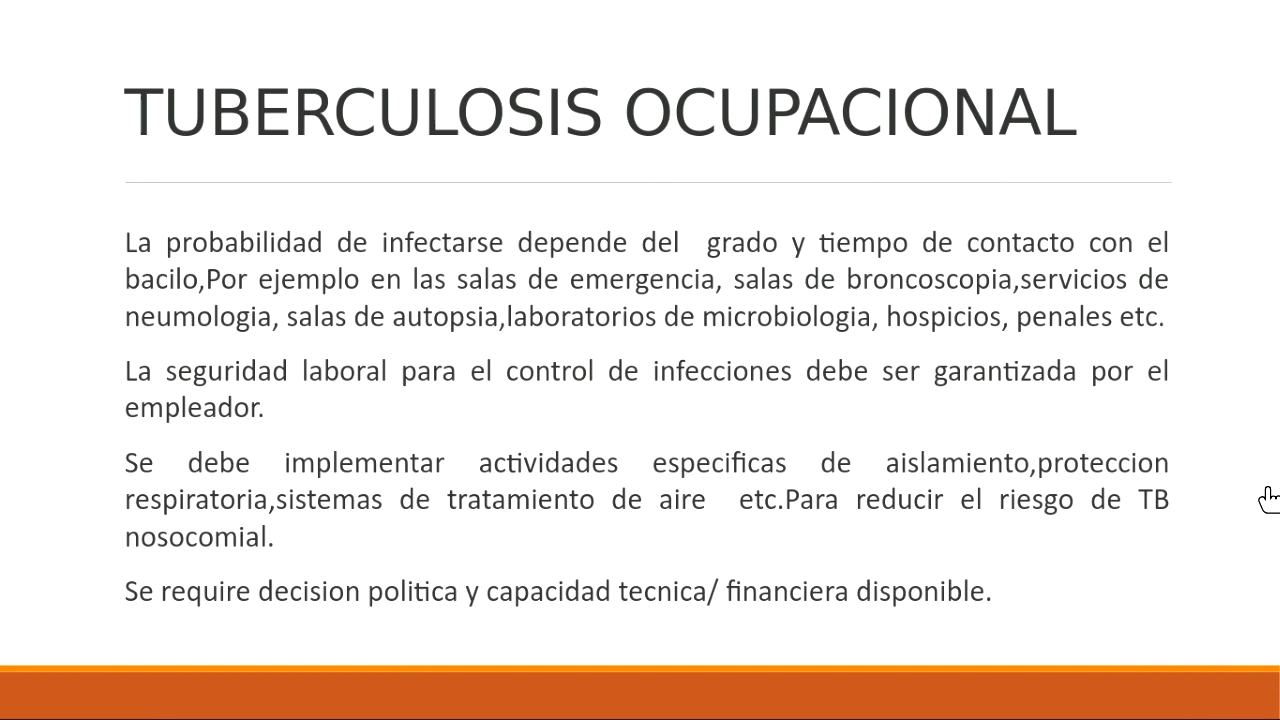 TUBERCULOSIS OCUPACIONAL
La probabilidad de infectarse depende del  grado y tiempo de contacto con el
bacilo,Por ejemplo en las salas de emergencia, salas de broncoscopia,servicios de
neumologia, salas de autopsia,laboratorios de microbiologia, hospicios, penales etc.
La seguridad laboral para el control de infecciones debe ser garantizada por el
empleador.
Se debe implementar actividades especificas de aislamiento,proteccion
respiratoria,sistemas de tratamiento de aire  etc.Para reducir el riesgo de TB
nosocomial.
Se require decision politica y capacidad tecnica/ financiera disponible.